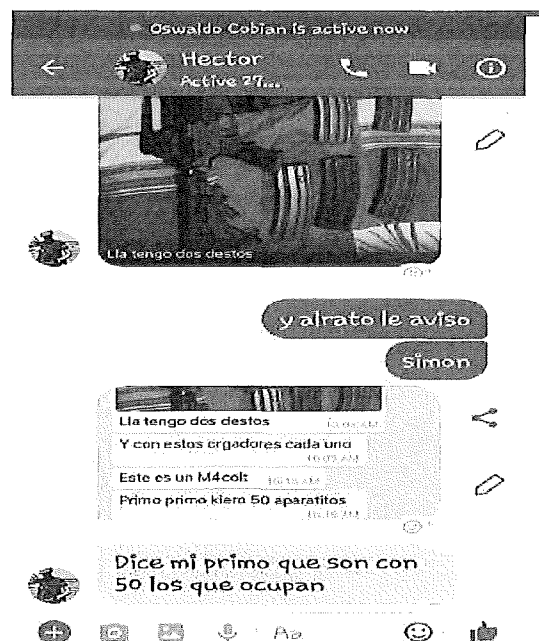 Oswaldo Cobian is active now
Hector
Active 27...
Lla tengo dos destos
y alrato le aviso
simon
Lla tengo dos destos
Y con estos crgadores cada uno
Este es un M4colt
Primo primo kiero 50 aparatitos
Dice mi primo que son con
50 los que ocupan
Aa